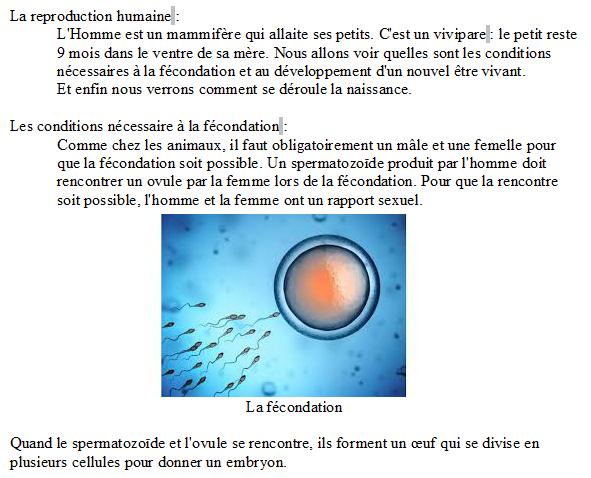 La reproduction humaine :
L'Homme est un mammifère qui allaite ses petits. C'est un vivipare : le petit reste
9 mois dans le ventre de sa mère. Nous allons voir quelles sont les conditions
nécessaires à la fécondation et au développement d'un nouvel être vivant.
Et enfin nous verrons comment se déroule la naissance.
Les conditions nécessaire à la fécondation :
Comme chez les animaux, il faut obligatoirement un mâle et une femelle pour
que la fécondation soit possible. Un spermatozoïde produit par l'homme doit
rencontrer un ovule par la femme lors de la fécondation. Pour que la rencontre
soit possible, l'homme et la femme ont un rapport sexuel.
La fécondation
Quand le spermatozoïde et l'ovule se rencontre, ils forment un œuf qui se divise en
plusieurs cellules pour donner un embryon.